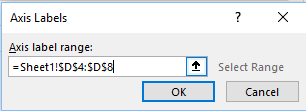 Axis Labels
Axis label range:
=Sheet1!$D$4:$D$8 Select Range
OK Cancel